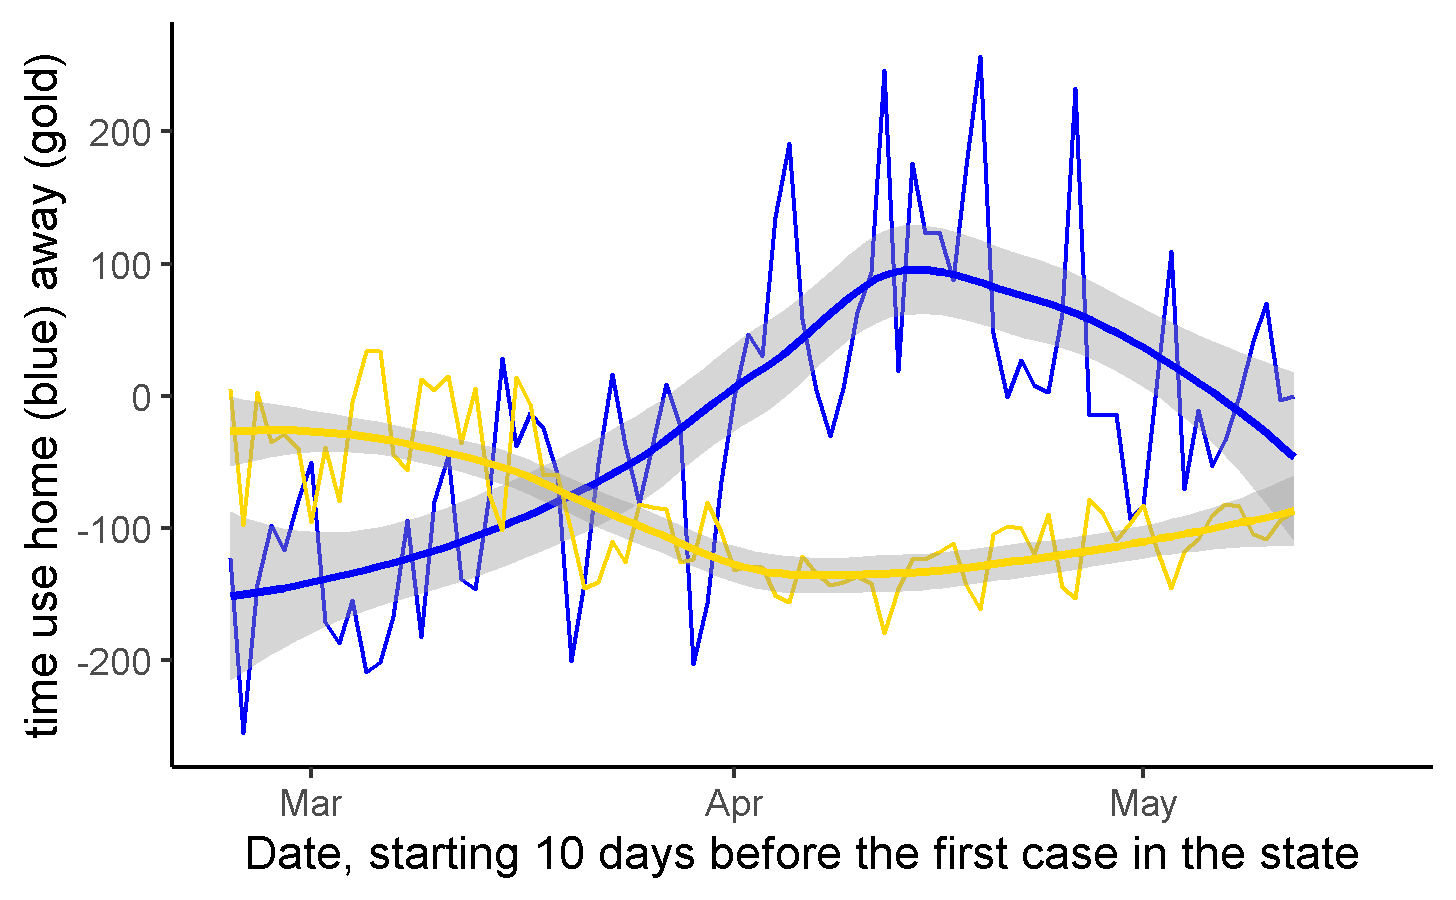 time use home (blue) away (gold)
200
100
0
-100
-200
Mar Apr May
Date, starting 10 days before the first case in the state